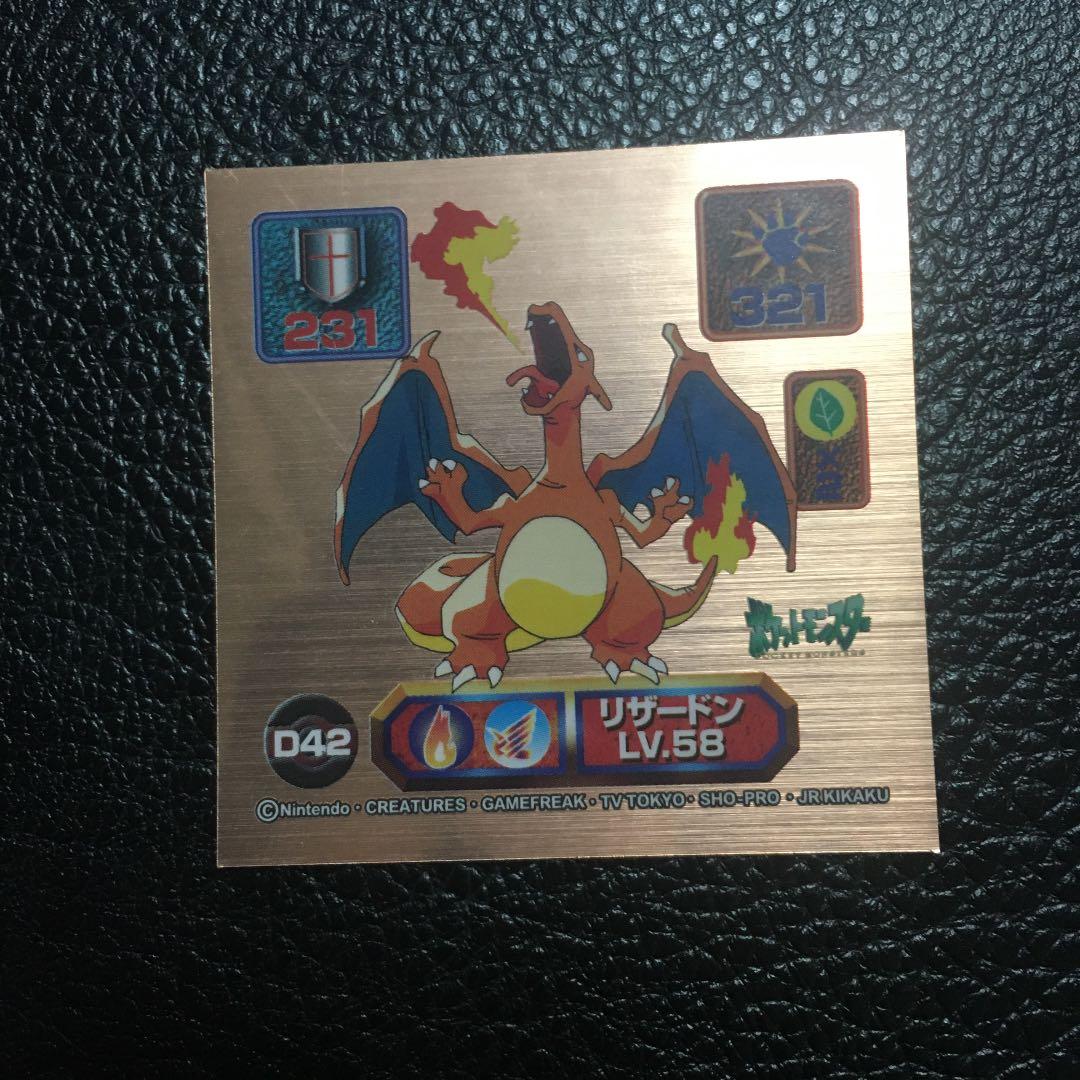 231
321
ポケットモンスター
D42
リザードン
LV.58
©Nintendo・CREATURES・GAMEFREAK・TV TOKYO・SHO-PRO・JR KIKAKU